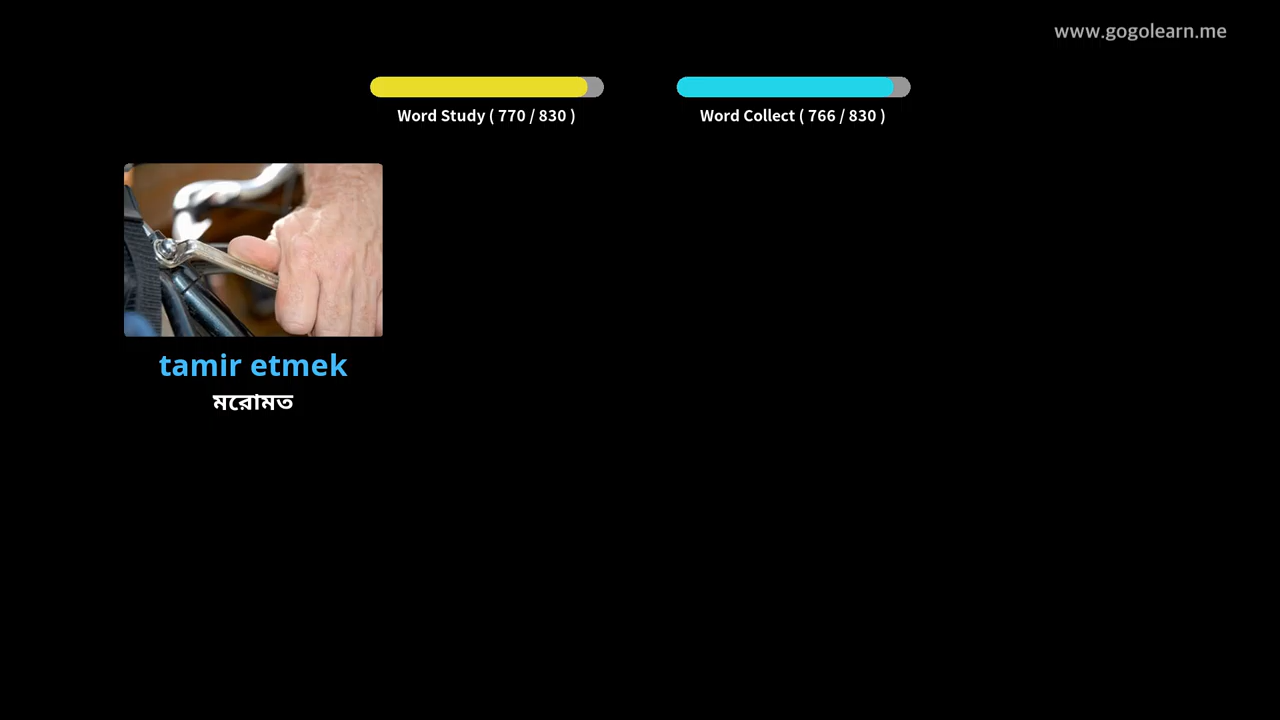 www.gogolearn.me
Word Study ( 770 / 830 )
Word Collect ( 766 / 830 )
tamir etmek
মেরামত